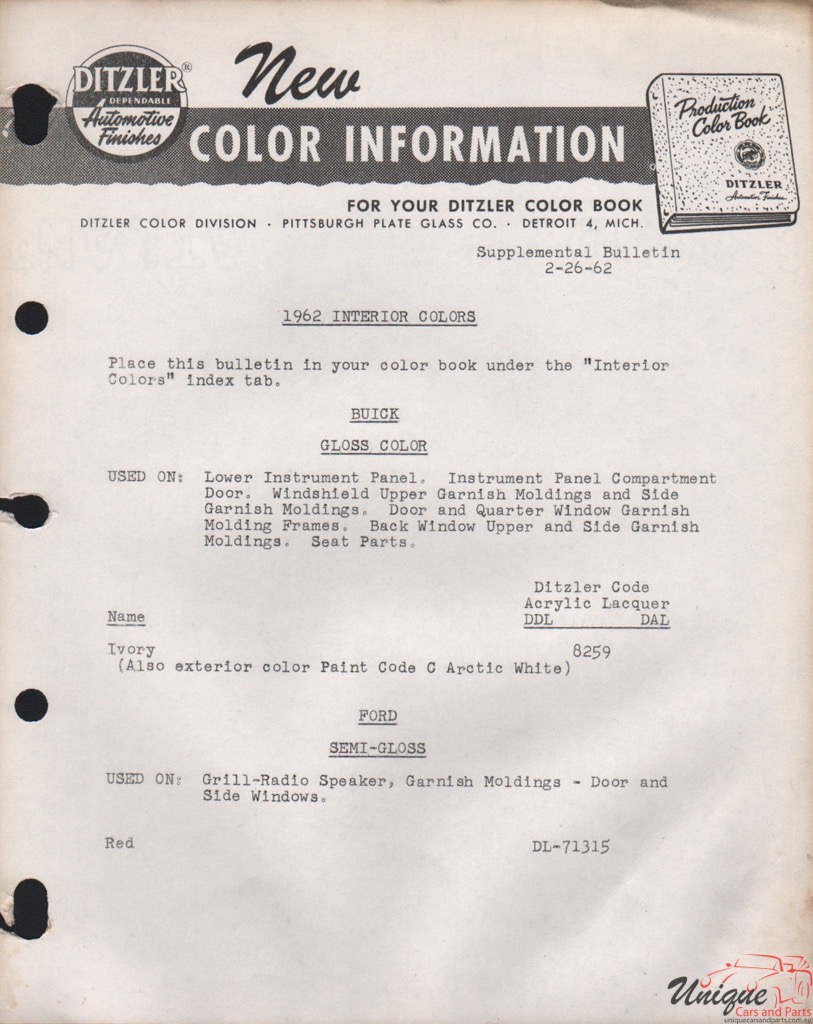 DITZLER®
DEPENDABLE
Automotive
Finishes
New
COLOR INFORMATION
Production
Color Book
DITZLER
Automotive Finishes
FOR YOUR DITZLER COLOR BOOK
DITZLER COLOR DIVISION · PITTSBURGH PLATE GLASS CO. · DETROIT 4, MICH.
Supplemental Bulletin
2-26-62
1962 INTERIOR COLORS
Place this bulletin in your color book under the "Interior
Colors" index tab.
BUICK
GLOSS COLOR
USED ON: Lower Instrument Panel. Instrument Panel Compartment
Door. Windshield Upper Garnish Moldings and Side
Garnish Moldings. Door and Quarter Window Garnish
Molding Frames. Back Window Upper and Side Garnish
Moldings. Seat Parts.
Ditzler Code
Acrylic Lacquer
Name DDL DAL
Ivory 8259
(Also exterior color Paint Code C Arctic White)
FORD
SEMI-GLOSS
USED ON: Grill-Radio Speaker, Garnish Moldings - Door and
Side Windows.
Red DL-71315
Unique
Cars and Parts
uniquecarsandparts.com.au